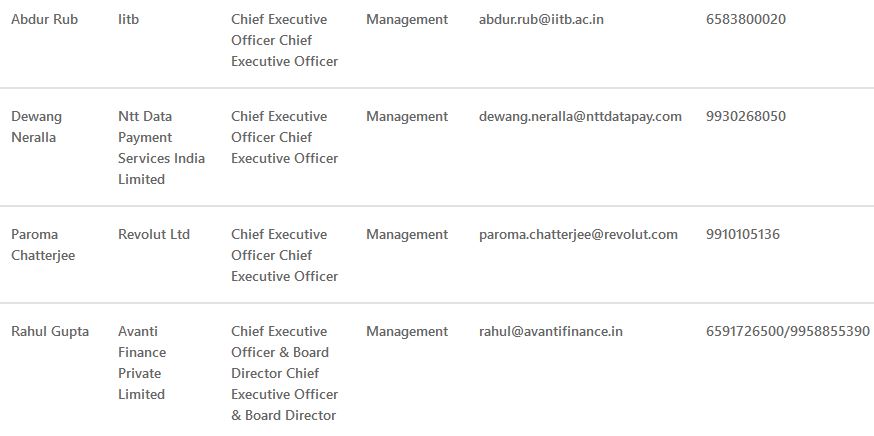 Abdur Rub Iitb Chief Executive Management abdur.rub@iitb.ac.in 6583800020
Officer Chief
Executive Officer
Dewang Ntt Data Chief Executive Management dewang.neralla@nttdatapay.com 9930268050
Neralla Payment Officer Chief
Services India Executive Officer
Limited
Paroma Revolut Ltd Chief Executive Management paroma.chatterjee@revolut.com 9910105136
Chatterjee Officer Chief
Executive Officer
Rahul Gupta Avanti Chief Executive Management rahul@avantifinance.in 6591726500/9958855390
Finance Officer & Board
Private Director Chief
Limited Executive Officer
& Board Director